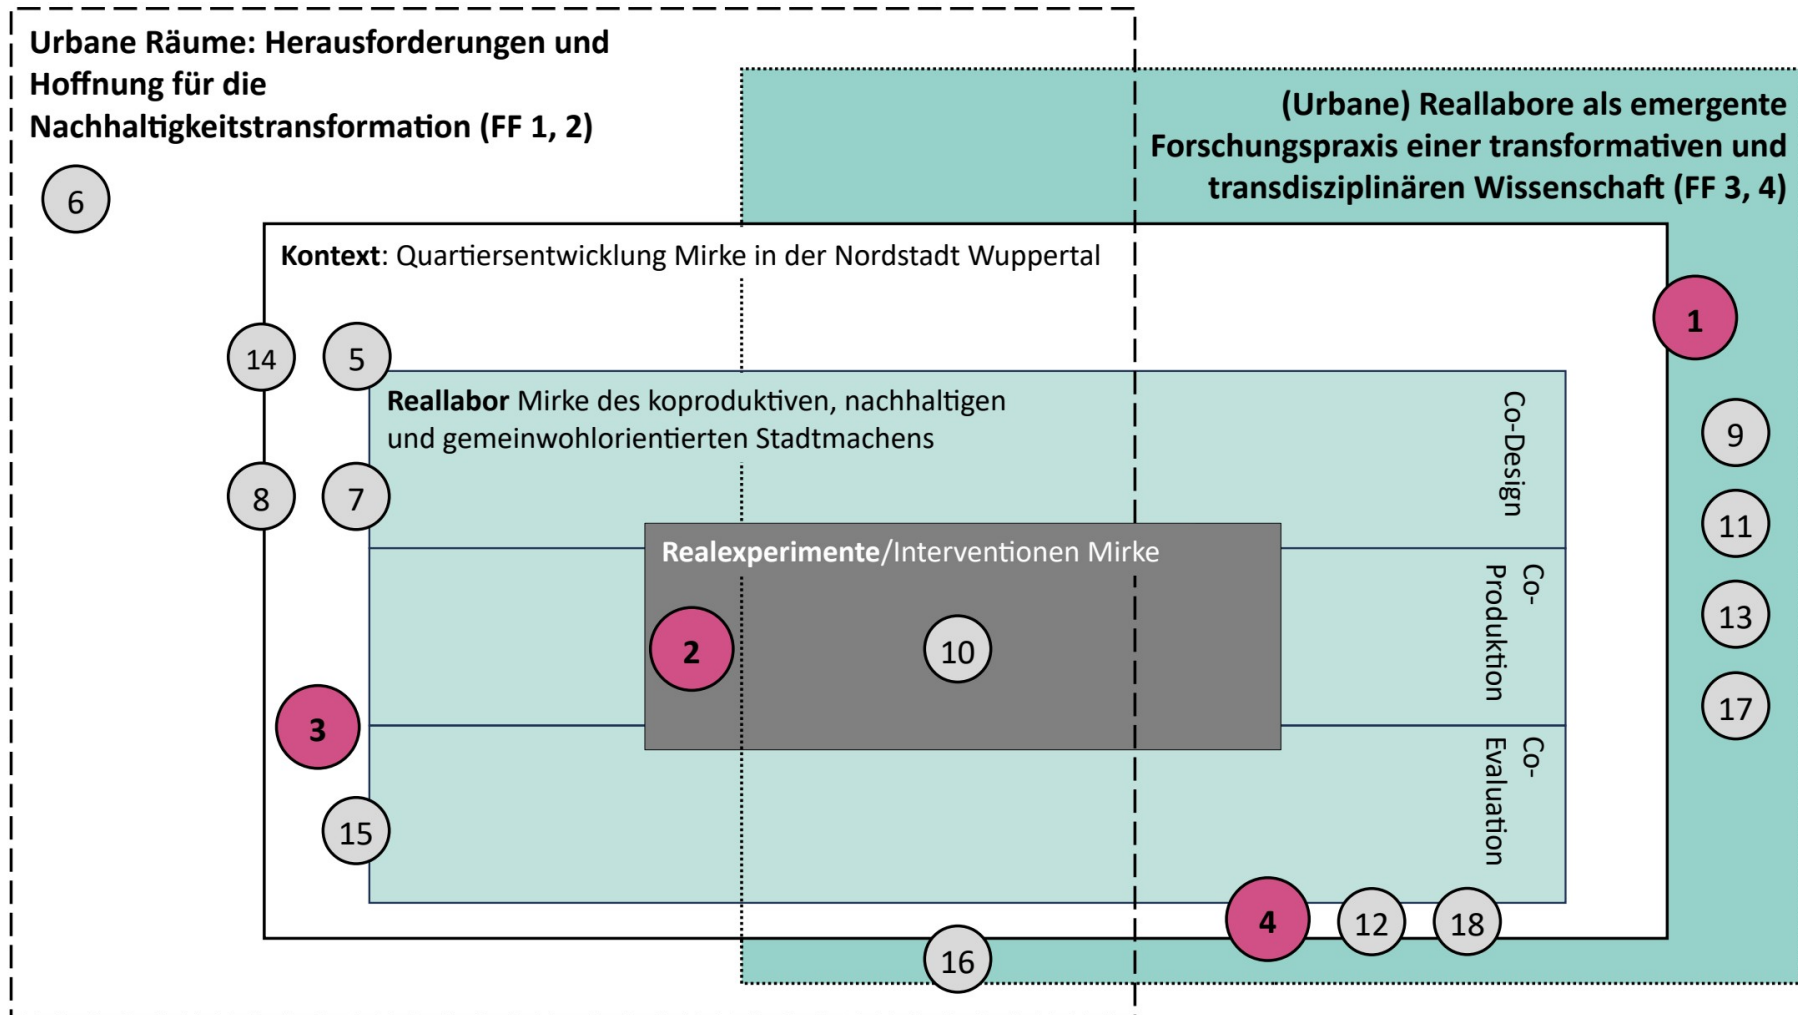 Urbane Räume: Herausforderungen und
Hoffnung für die
Nachhaltigkeitstransformation (FF 1, 2)
(Urbane) Reallabore als emergente
Forschungspraxis einer transformativen und
transdisziplinären Wissenschaft (FF 3, 4)
6
Kontext: Quartiersentwicklung Mirke in der Nordstadt Wuppertal
1
14
5
Reallabor Mirke des koproduktiven, nachhaltigen
und gemeinwohlorientierten Stadtmachens
Co-Design
9
8
7
11
Realexperimente/Interventionen Mirke
Co-
Produktion
13
2
10
17
3
Co-
Evaluation
15
4
12
18
16